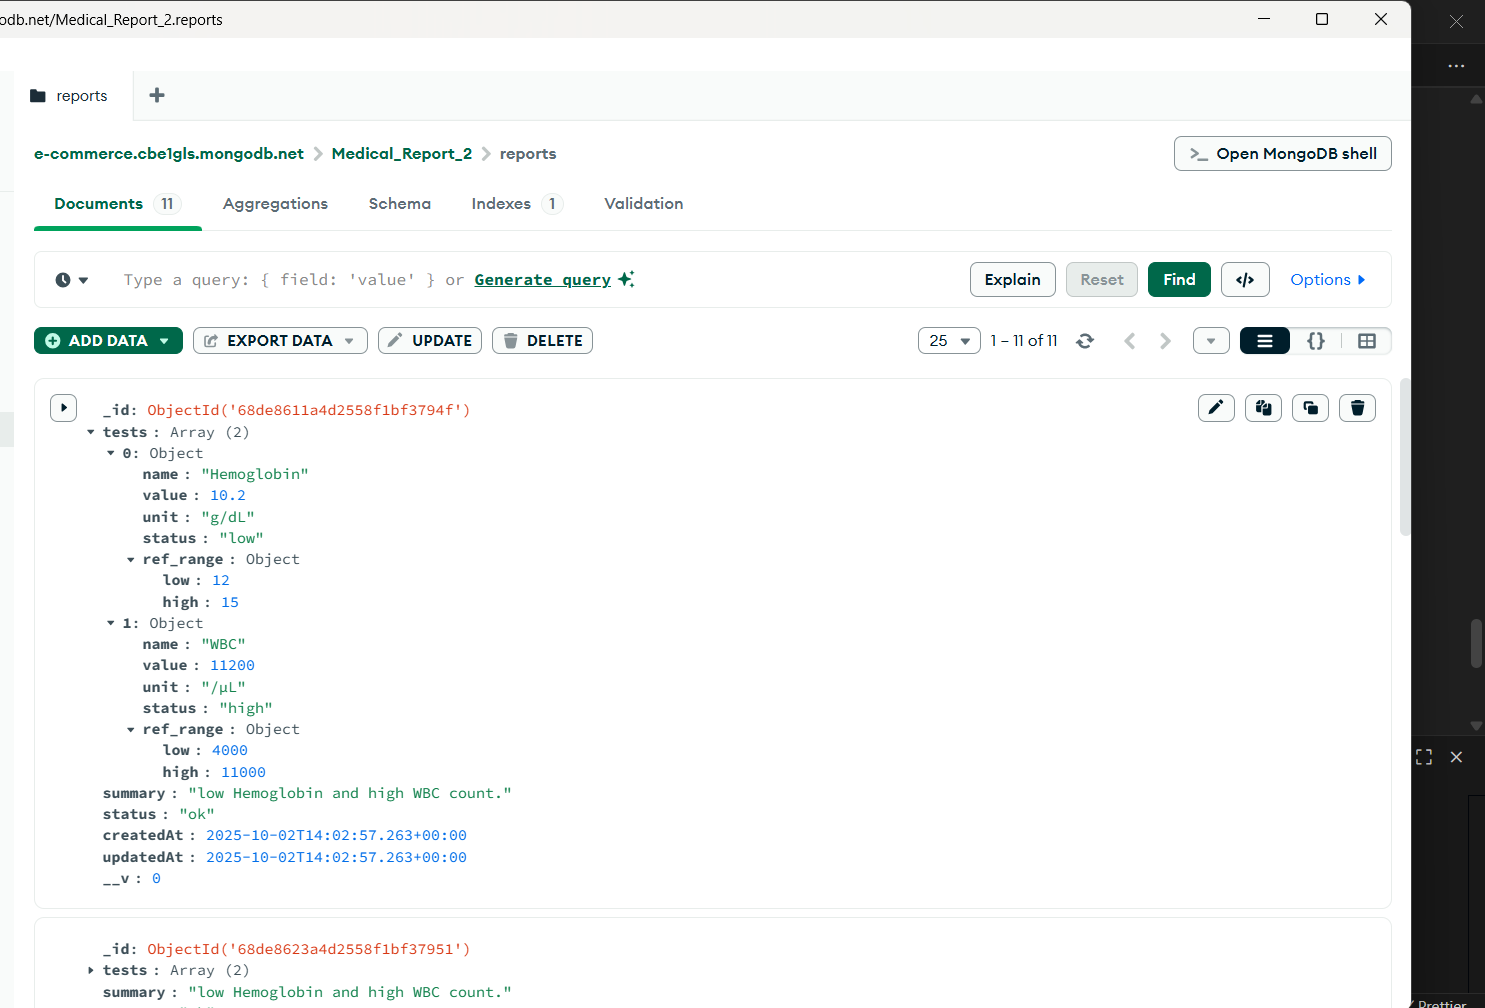 odb.net/Medical_Report_2.reports
reports
e-commerce.cbe1gls.mongodb.net > Medical_Report_2 > reports
>_ Open MongoDB shell
Documents 11 Aggregations Schema Indexes 1 Validation
Type a query: { field: 'value' } or Generate query
Explain Reset Find </> Options
ADD DATA EXPORT DATA UPDATE DELETE
25 1 – 11 of 11 {}
_id: ObjectId('68de8611a4d2558f1bf3794f')
tests : Array (2)
0: Object
name : "Hemoglobin"
value : 10.2
unit : "g/dL"
status : "low"
ref_range : Object
low : 12
high : 15
1: Object
name : "WBC"
value : 11200
unit : "/µL"
status : "high"
ref_range : Object
low : 4000
high : 11000
summary : "low Hemoglobin and high WBC count."
status : "ok"
createdAt : 2025-10-02T14:02:57.263+00:00
updatedAt : 2025-10-02T14:02:57.263+00:00
__v : 0
_id: ObjectId('68de8623a4d2558f1bf37951')
tests : Array (2)
summary : "low Hemoglobin and high WBC count."
Prettier